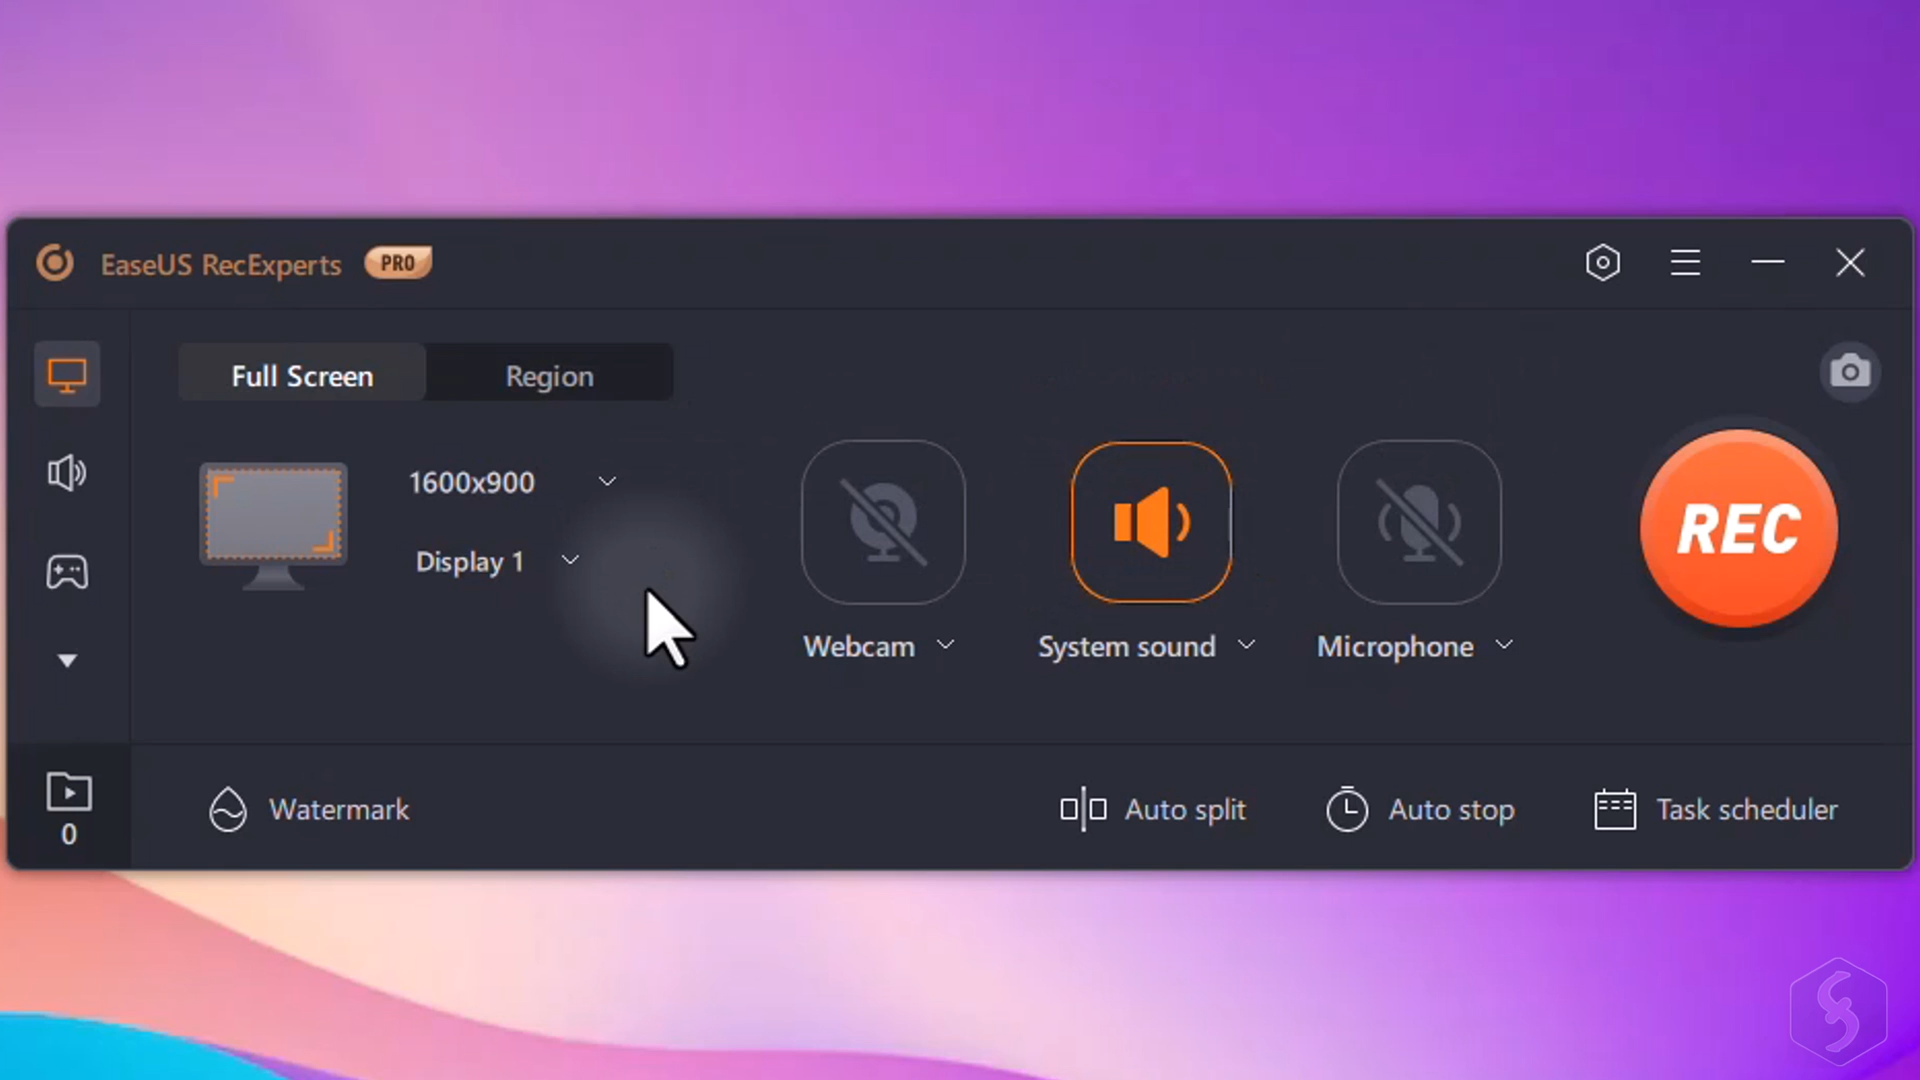 EaseUS RecExperts PRO
Full Screen Region
1600x900
Display 1
REC
Webcam System sound Microphone
0
Watermark Auto split Auto stop Task scheduler